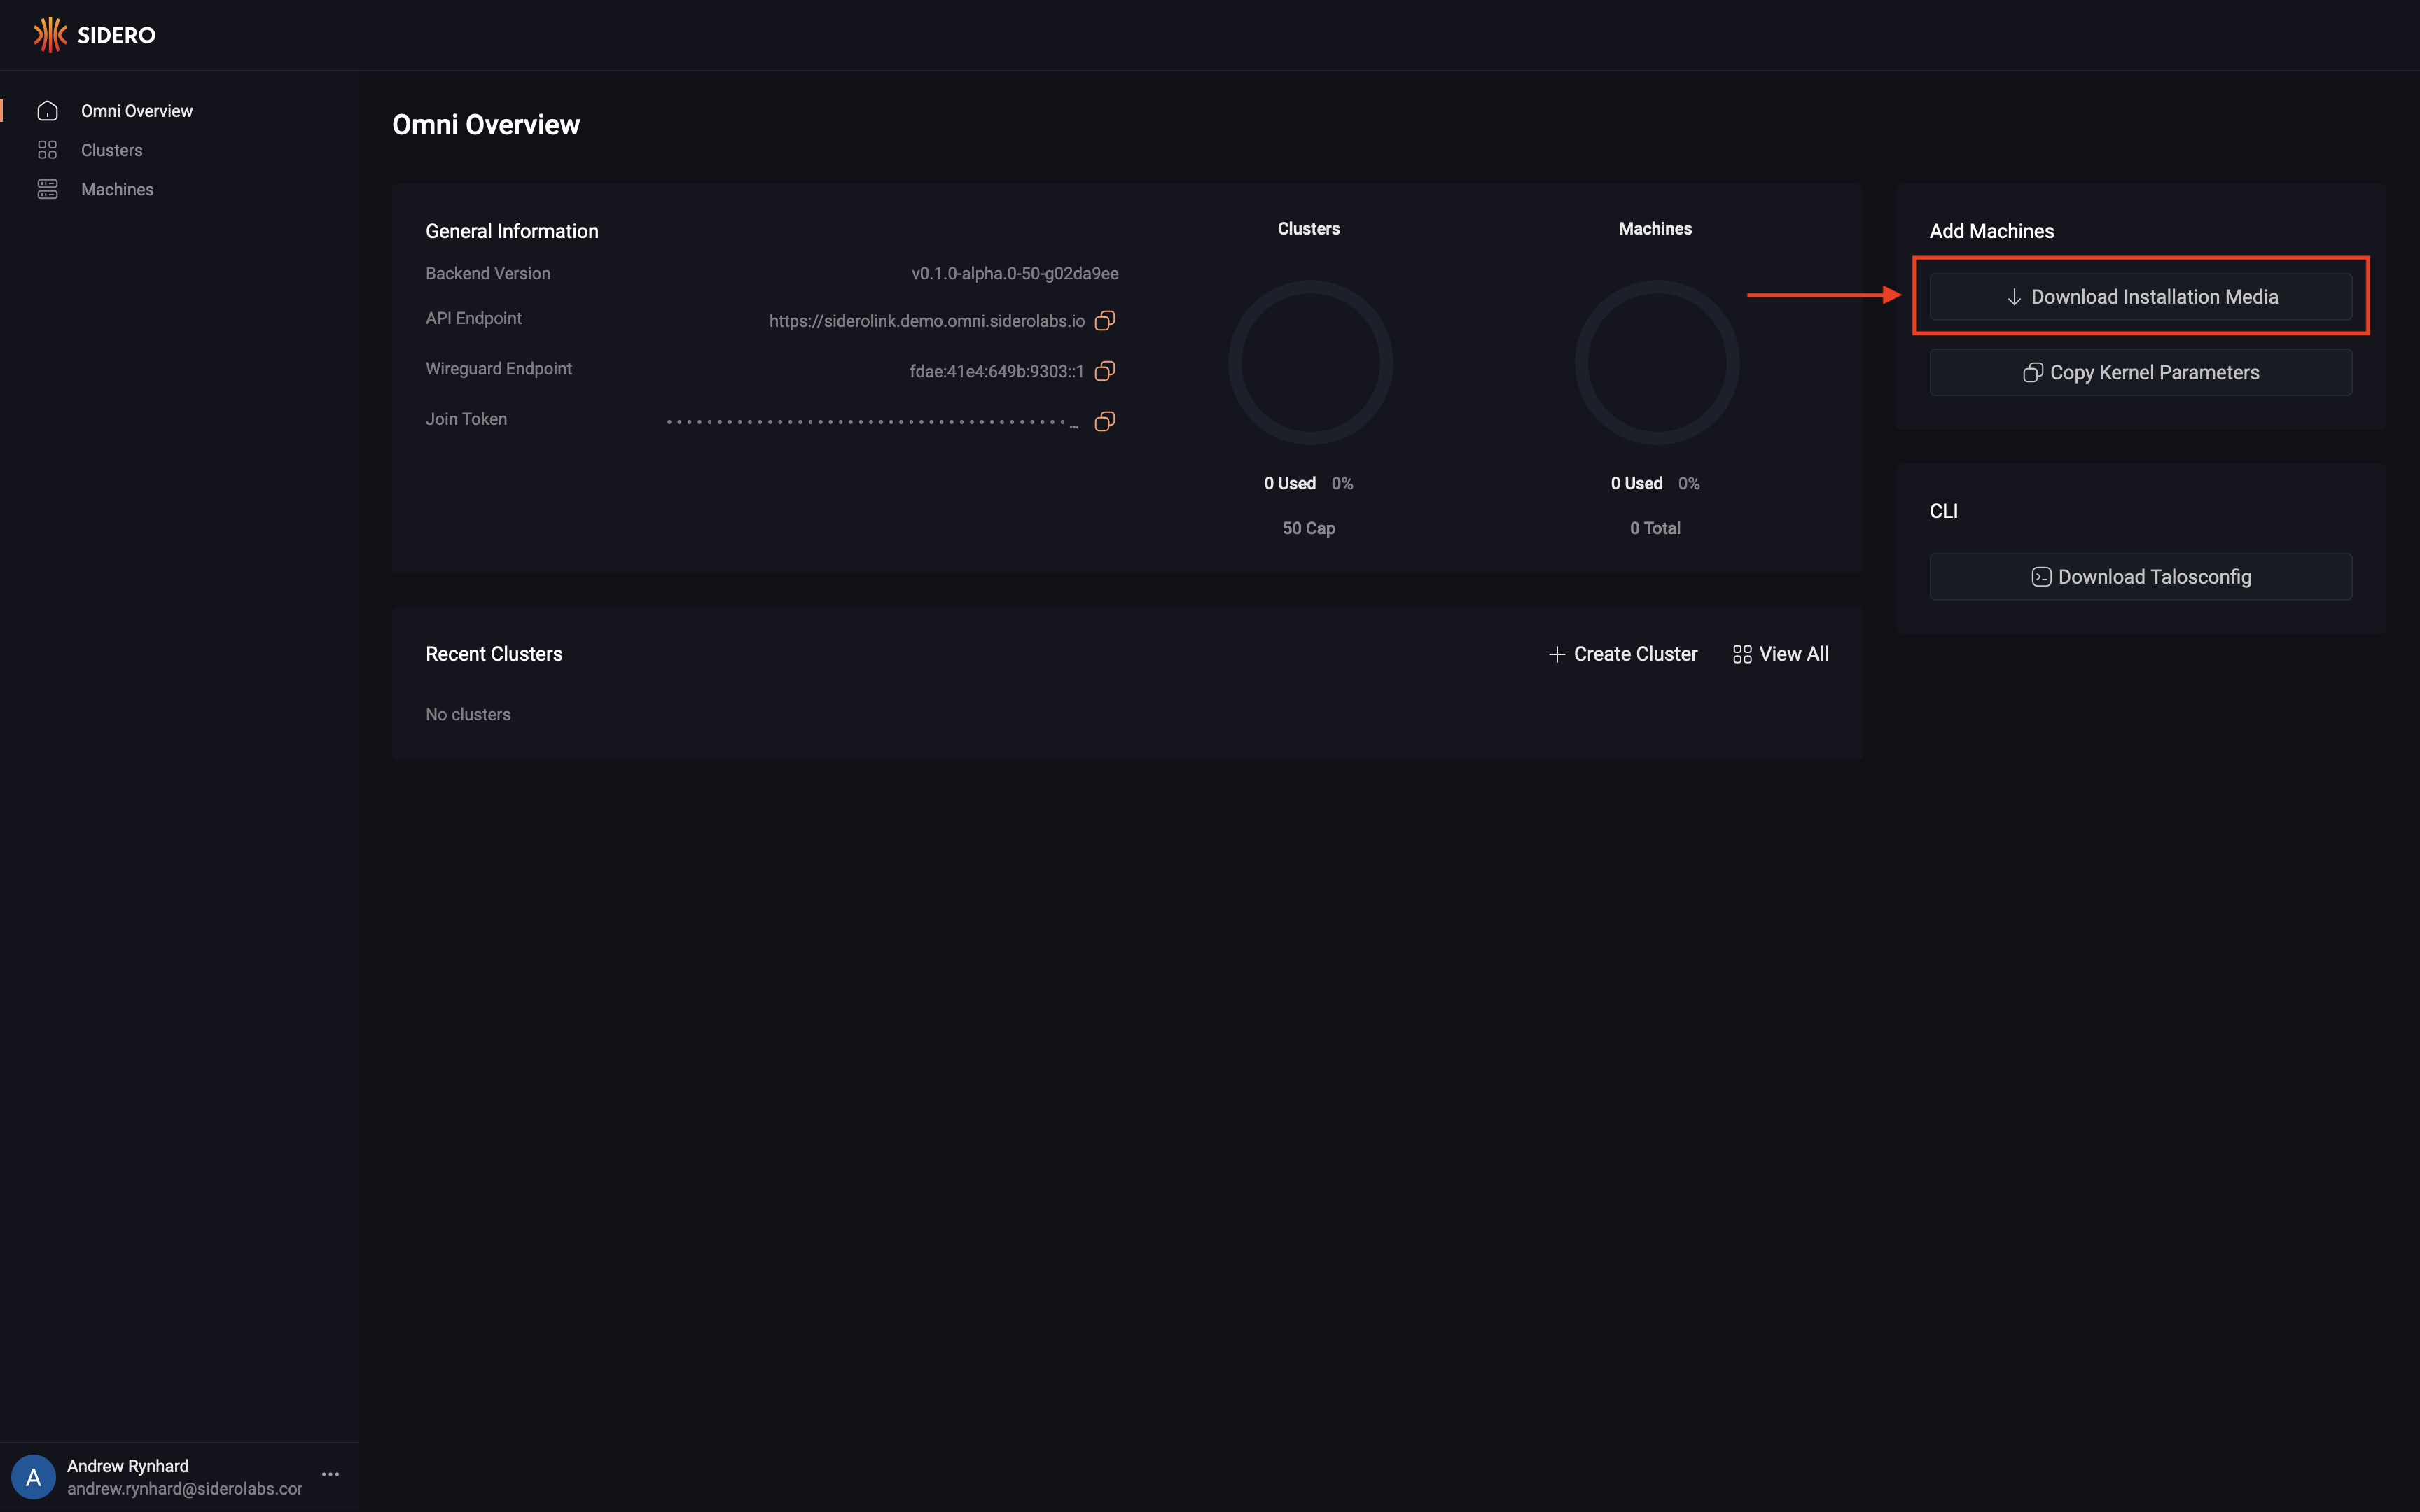 SIDERO
Omni Overview
Clusters
Machines
Omni Overview
General Information
Backend Version v0.1.0-alpha.0-50-g02da9ee
API Endpoint https://siderolink.demo.omni.siderolabs.io
Wireguard Endpoint fdae:41e4:649b:9303::1
Join Token ••••••••••••••••••••••••••••••••••••••••...
Clusters
0 Used 0%
50 Cap
Machines
0 Used 0%
0 Total
Add Machines
Download Installation Media
Copy Kernel Parameters
CLI
Download Talosconfig
Recent Clusters
Create Cluster
View All
No clusters
A
Andrew Rynhard
andrew.rynhard@siderolabs.cor